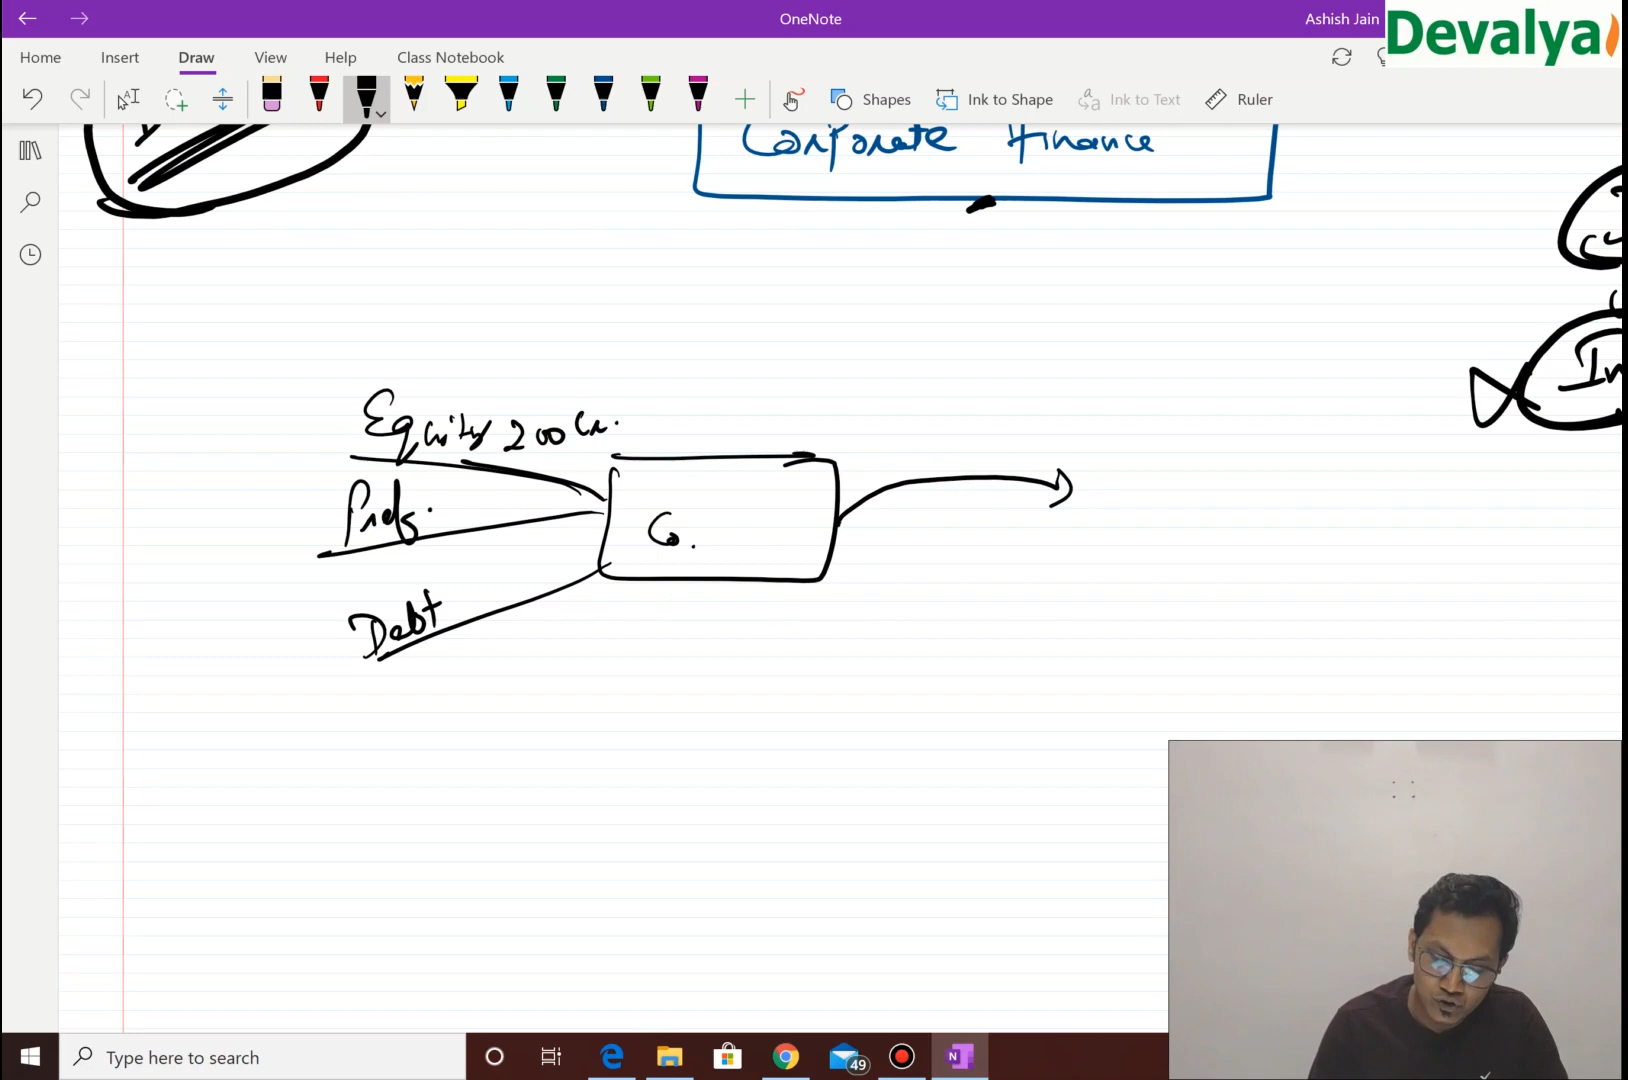 OneNote
Ashish Jain
Devalya
Home Insert Draw View Help Class Notebook
Shapes Ink to Shape Ink to Text Ruler
Corporate Finance
Equity 200 Cr.
Prefs.
Co.
Debt
Type here to search
49
N